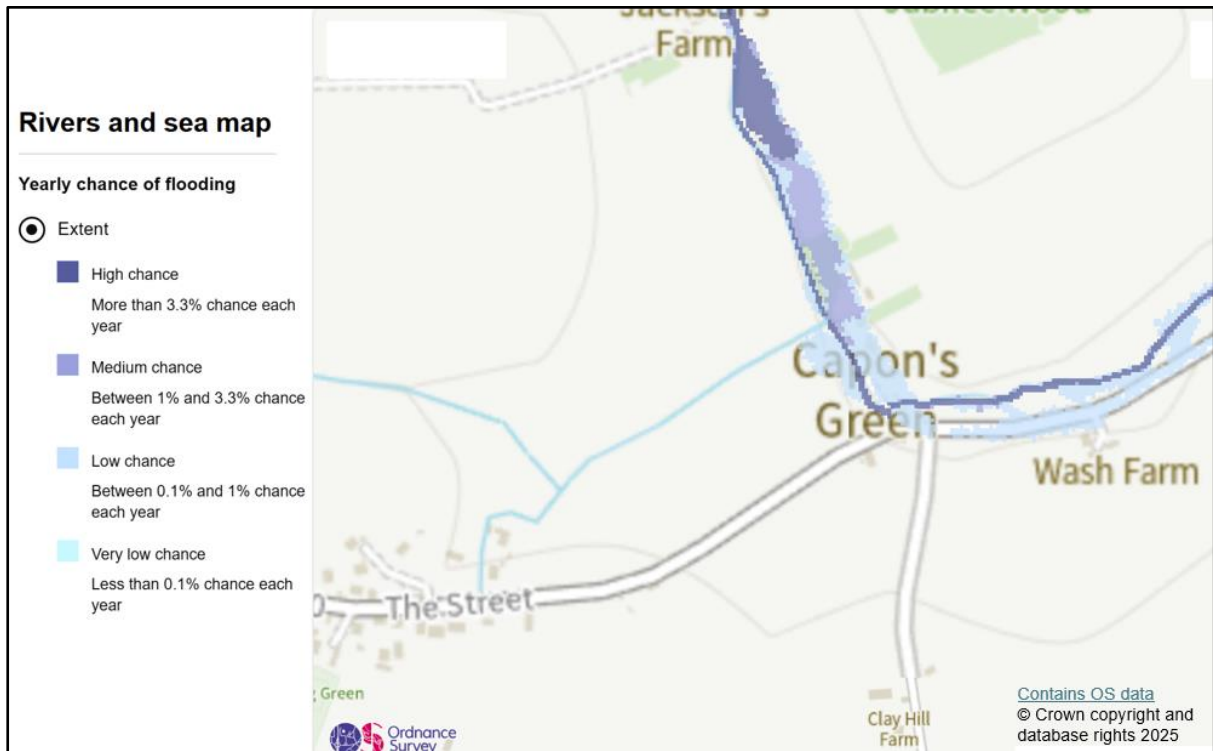 Rivers and sea map
Yearly chance of flooding
Extent
High chance
More than 3.3% chance each
year
Medium chance
Between 1% and 3.3% chance
each year
Low chance
Between 0.1% and 1% chance
each year
Very low chance
Less than 0.1% chance each
year
Jackson's
Farm
Jubilee Wood
Capon's
Green
Wash Farm
The Street
Green
Clay Hill
Farm
Ordnance
Survey
Contains OS data
© Crown copyright and
database rights 2025